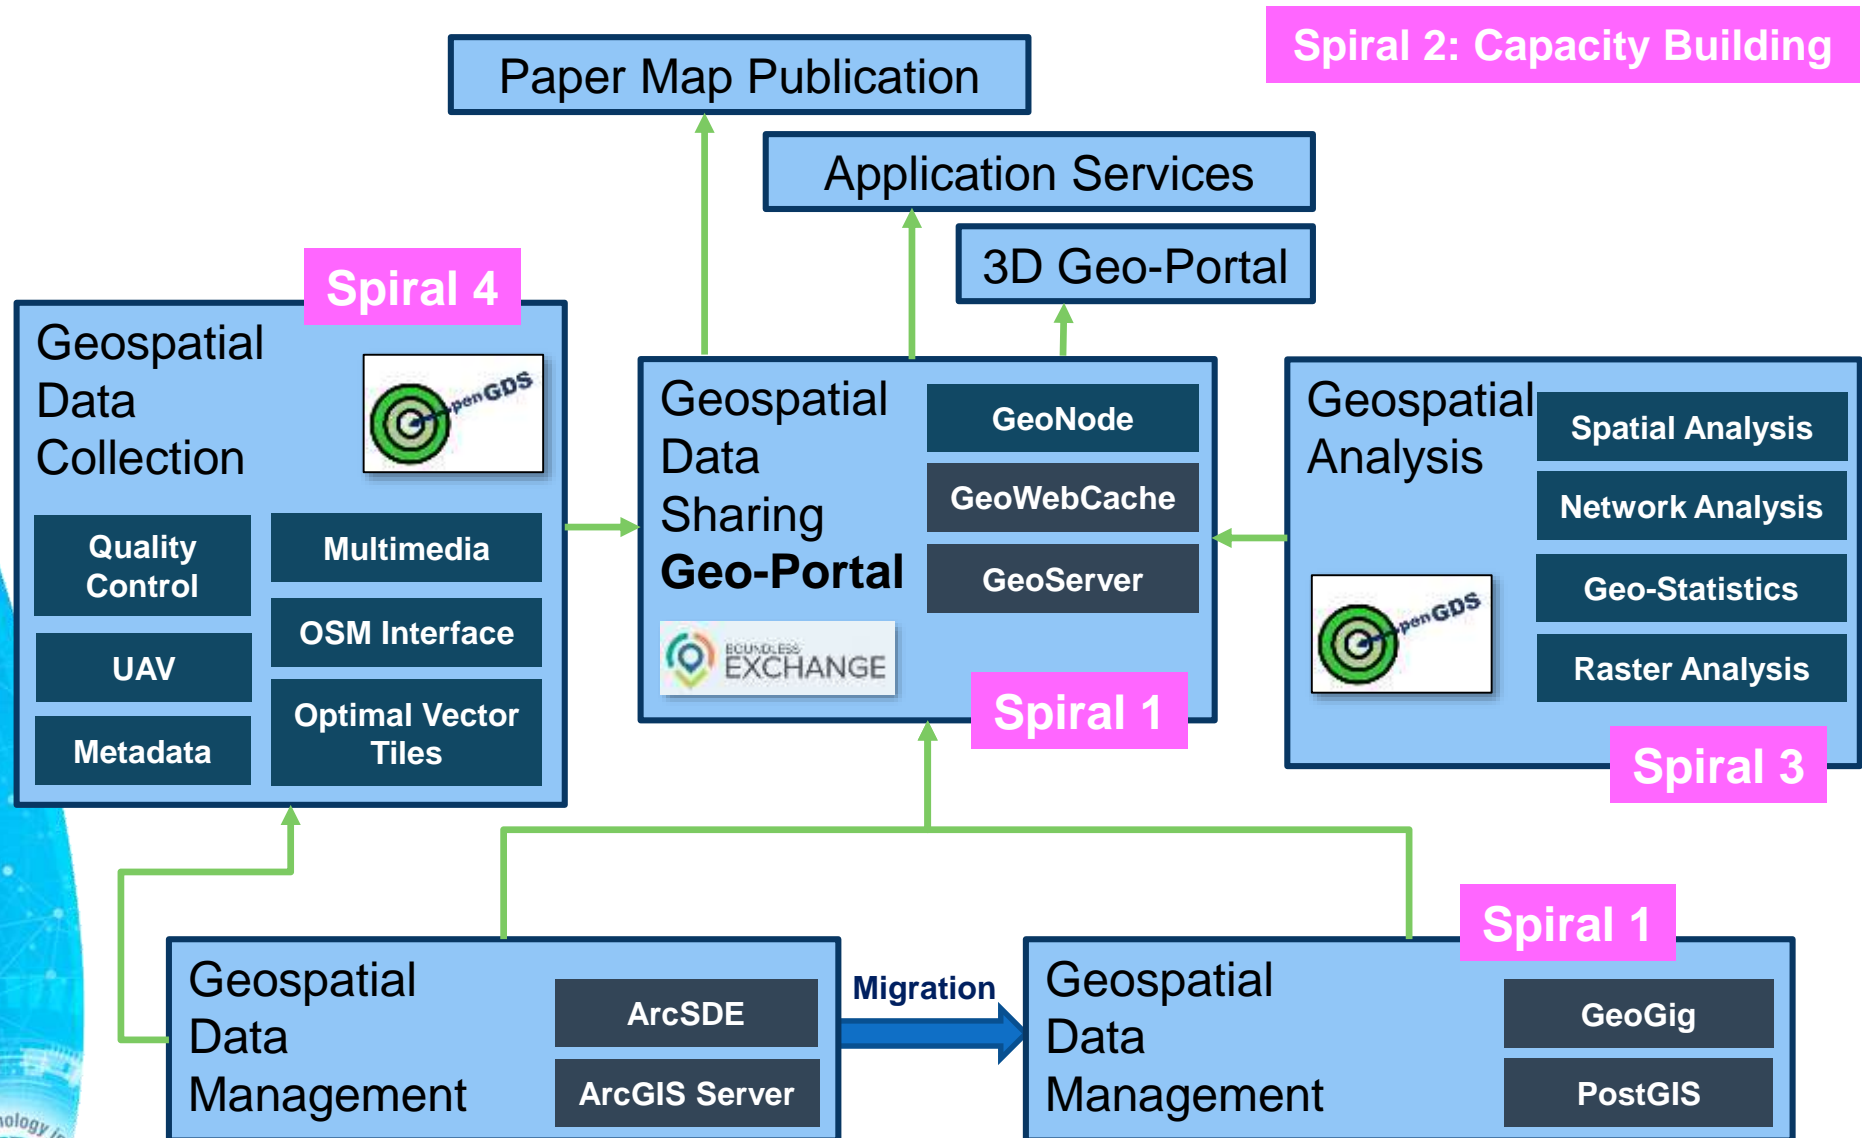 Spiral 2: Capacity Building
Paper Map Publication
Application Services
3D Geo-Portal
Spiral 4
Geospatial
Data
Collection
penGDS
Quality
Control
UAV
Metadata
Multimedia
OSM Interface
Optimal Vector
Tiles
Geospatial
Data
Sharing
Geo-Portal
GeoNode
GeoWebCache
GeoServer
BOUNDLESS
EXCHANGE
Spiral 1
Geospatial
Analysis
Spatial Analysis
Network Analysis
Geo-Statistics
Raster Analysis
penGDS
Spiral 3
Geospatial
Data
Management
ArcSDE
ArcGIS Server
Migration
Spiral 1
Geospatial
Data
Management
GeoGig
PostGIS